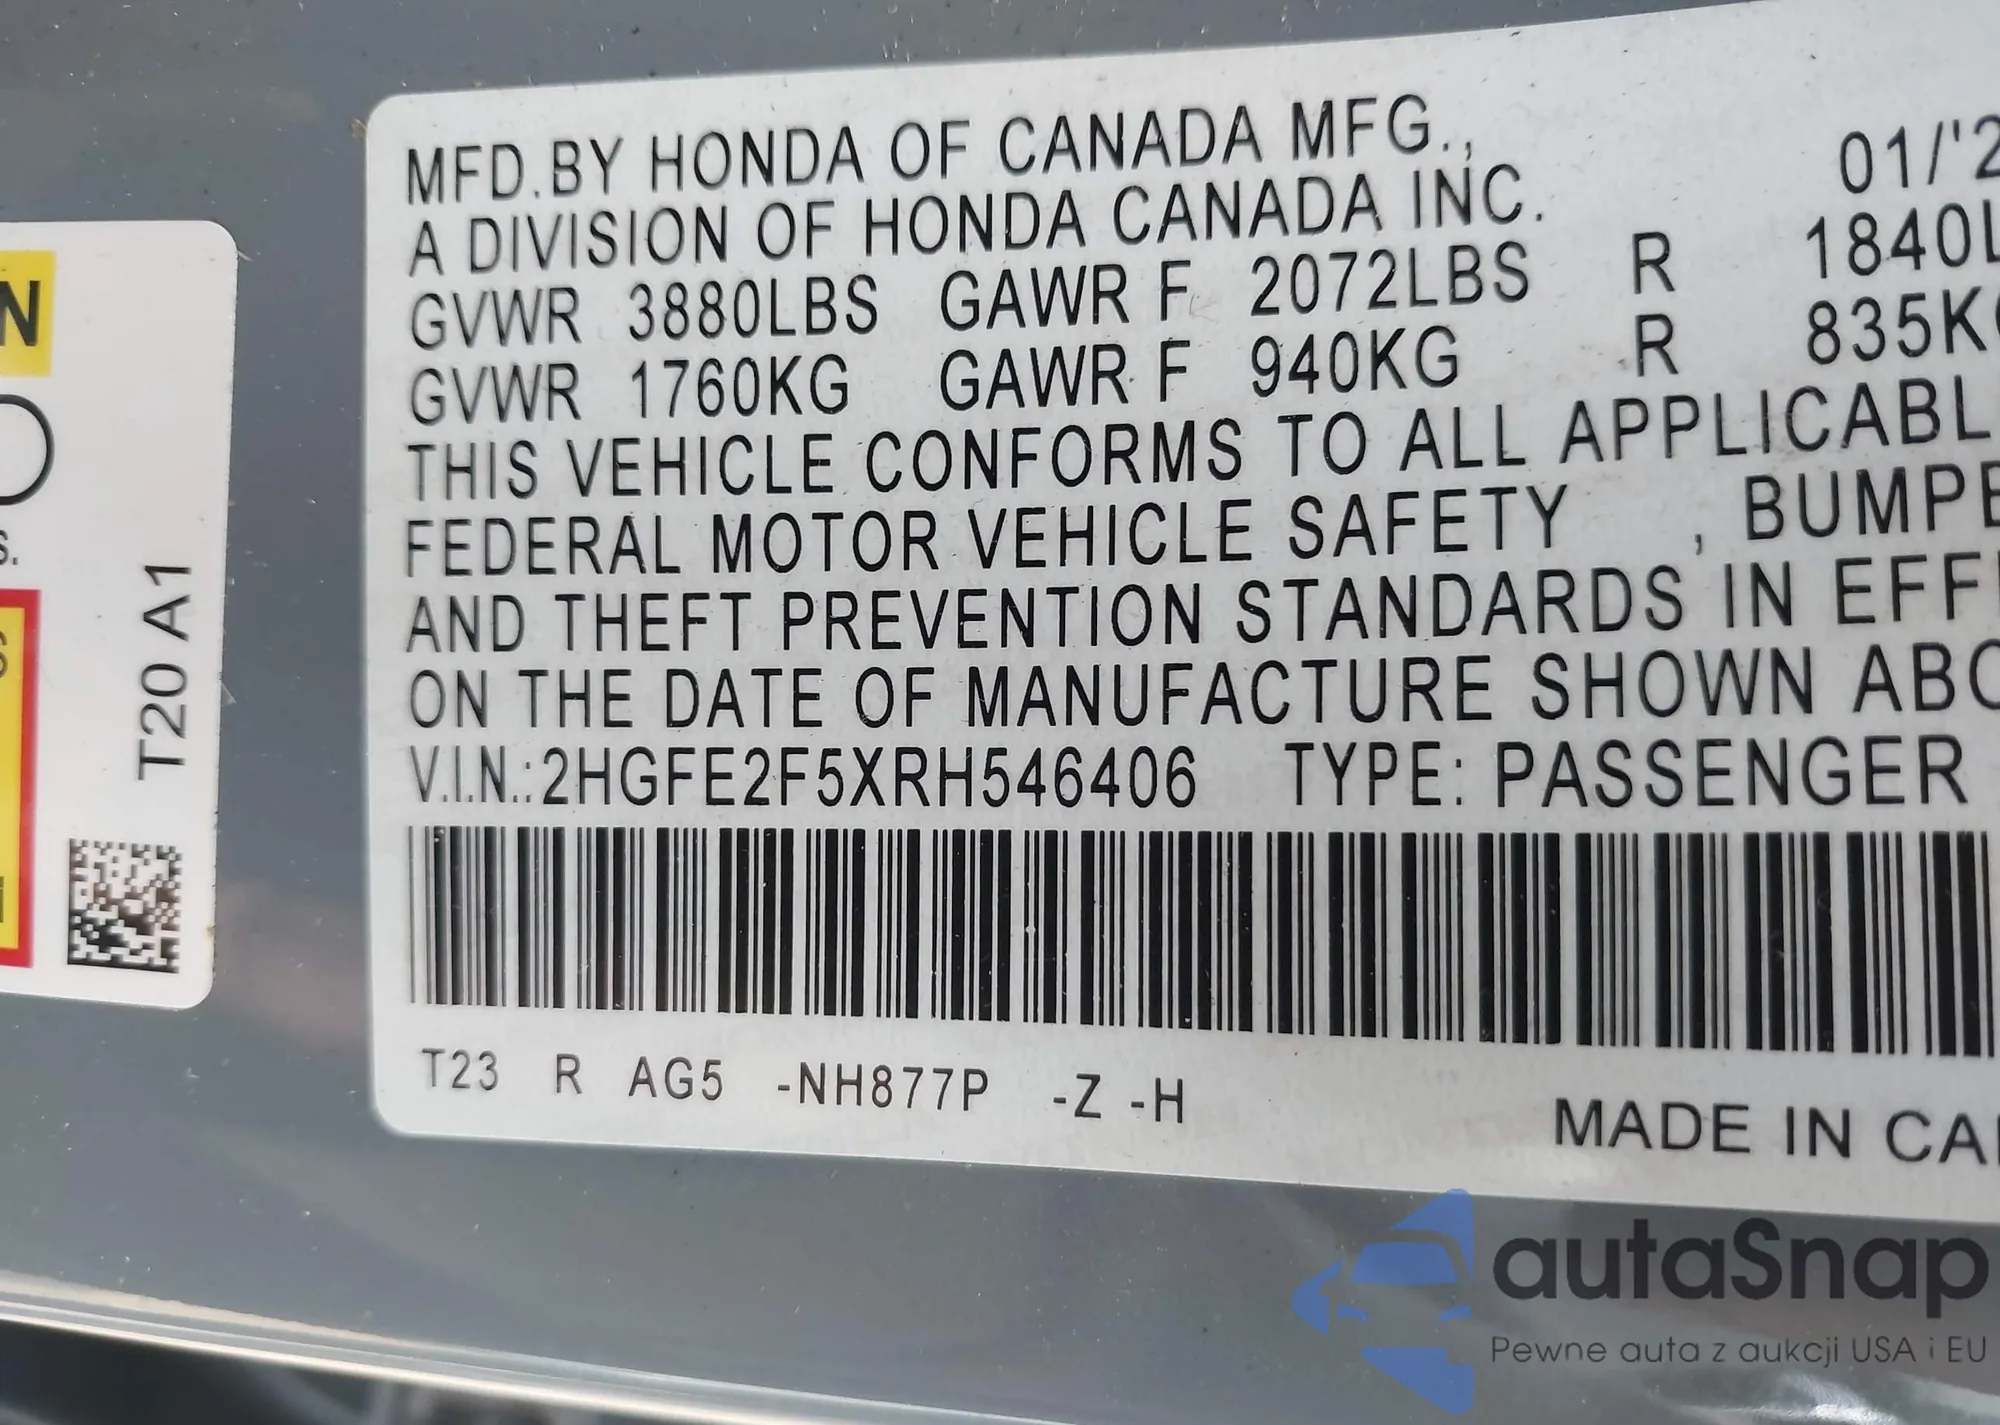 MFD.BY HONDA OF CANADA MFG.,
01/'2
A DIVISION OF HONDA CANADA INC.
GVWR 3880LBS GAWR F 2072LBS R 1840L
GVWR 1760KG GAWR F 940KG R 835KG
THIS VEHICLE CONFORMS TO ALL APPLICABL
FEDERAL MOTOR VEHICLE SAFETY , BUMPE
AND THEFT PREVENTION STANDARDS IN EFF
ON THE DATE OF MANUFACTURE SHOWN ABO
V.I.N.:2HGFE2F5XRH546406 TYPE: PASSENGER
T23 R AG5 -NH877P -Z -H
MADE IN CA
N
S.
T20 A1
autaSnap
Pewne auta z aukcji USA i EU